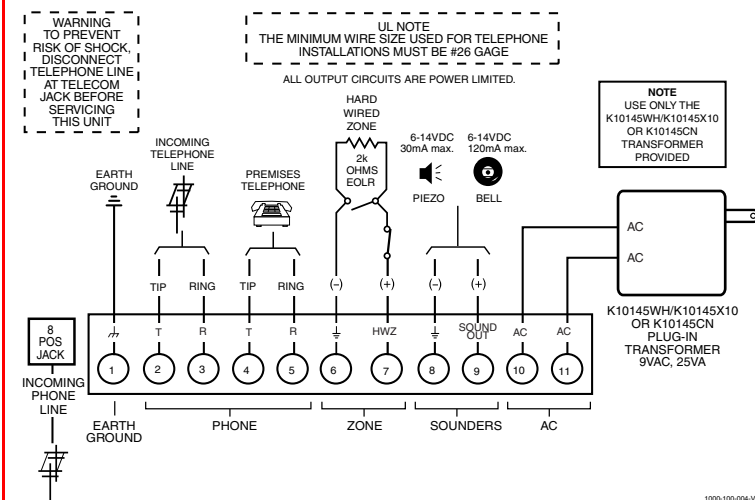 WARNING
TO PREVENT
RISK OF SHOCK,
DISCONNECT
TELEPHONE LINE
AT TELECOM
JACK BEFORE
SERVICING
THIS UNIT
UL NOTE
THE MINIMUM WIRE SIZE USED FOR TELEPHONE
INSTALLATIONS MUST BE #26 GAGE
ALL OUTPUT CIRCUITS ARE POWER LIMITED.
NOTE
USE ONLY THE
K10145WH/K10145X10
OR K10145CN
TRANSFORMER
PROVIDED
EARTH
GROUND
INCOMING
TELEPHONE
LINE
PREMISES
TELEPHONE
HARD
WIRED
ZONE
2k
OHMS
EOLR
6-14VDC
30mA max.
PIEZO
6-14VDC
120mA max.
BELL
AC
AC
K10145WH/K10145X10
OR K10145CN
PLUG-IN
TRANSFORMER
9VAC, 25VA
TIP RING TIP RING (-) (+) (-) (+)
8
POS
JACK
INCOMING
PHONE
LINE
T R T R HWZ SOUND
OUT AC AC
1 2 3 4 5 6 7 8 9 10 11
EARTH
GROUND
PHONE
ZONE
SOUNDERS
AC